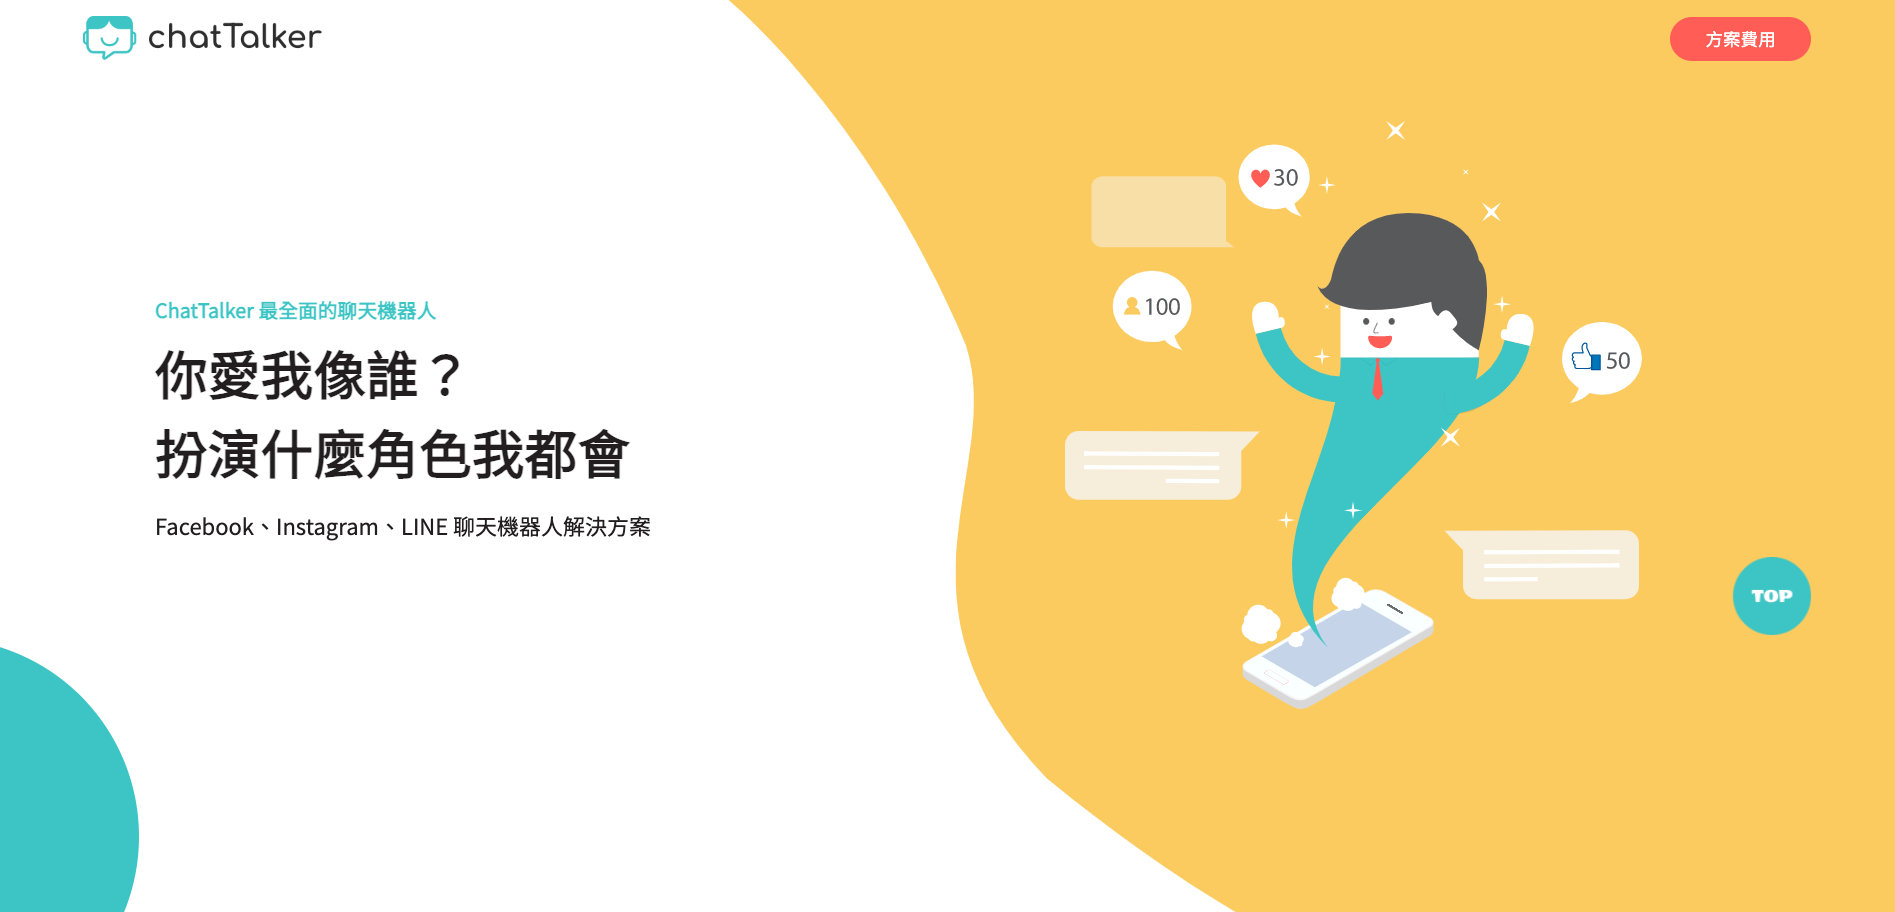 chatTalker
方案費用
30
100
50
ChatTalker 最全面的聊天機器人
你愛我像誰？
扮演什麼角色我都會
Facebook、Instagram、LINE 聊天機器人解決方案
TOP